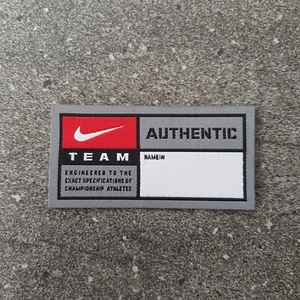 AUTHENTIC
TEAM
NAME/#
ENGINEERED TO THE
EXACT SPECIFICATIONS OF
CHAMPIONSHIP ATHLETES